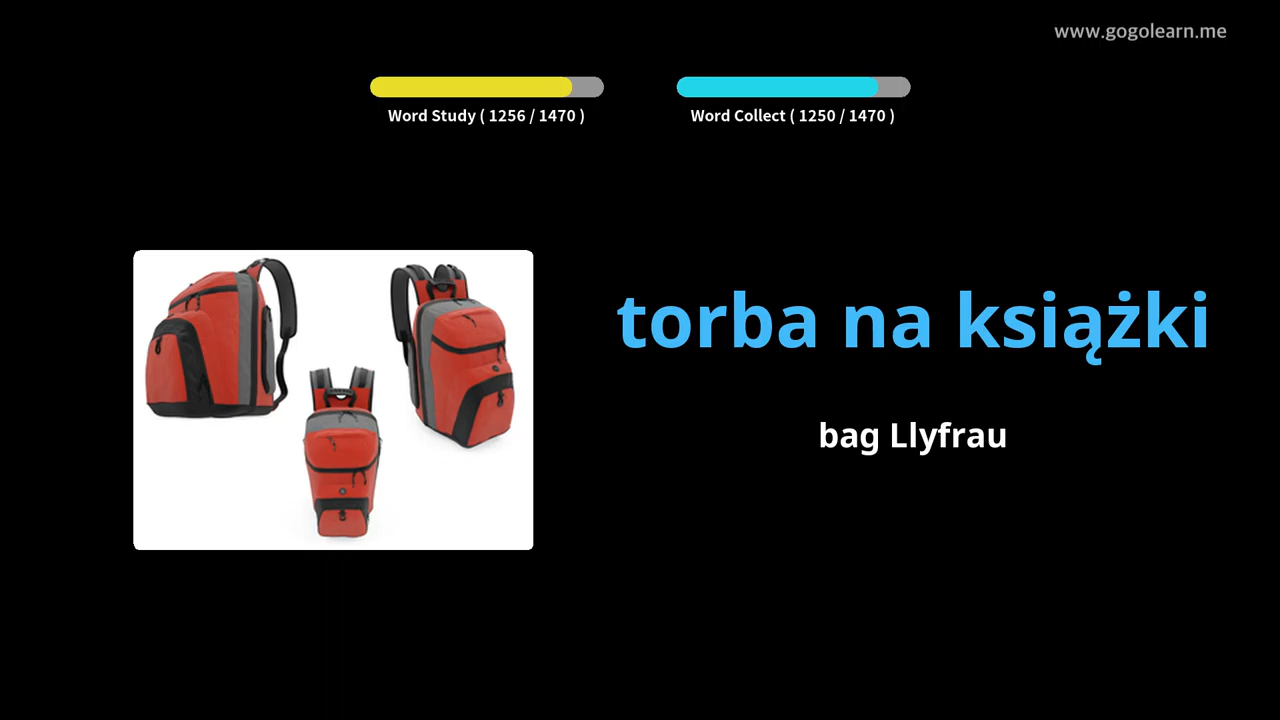 www.gogolearn.me
Word Study ( 1256 / 1470 )
Word Collect ( 1250 / 1470 )
torba na książki
bag Llyfrau